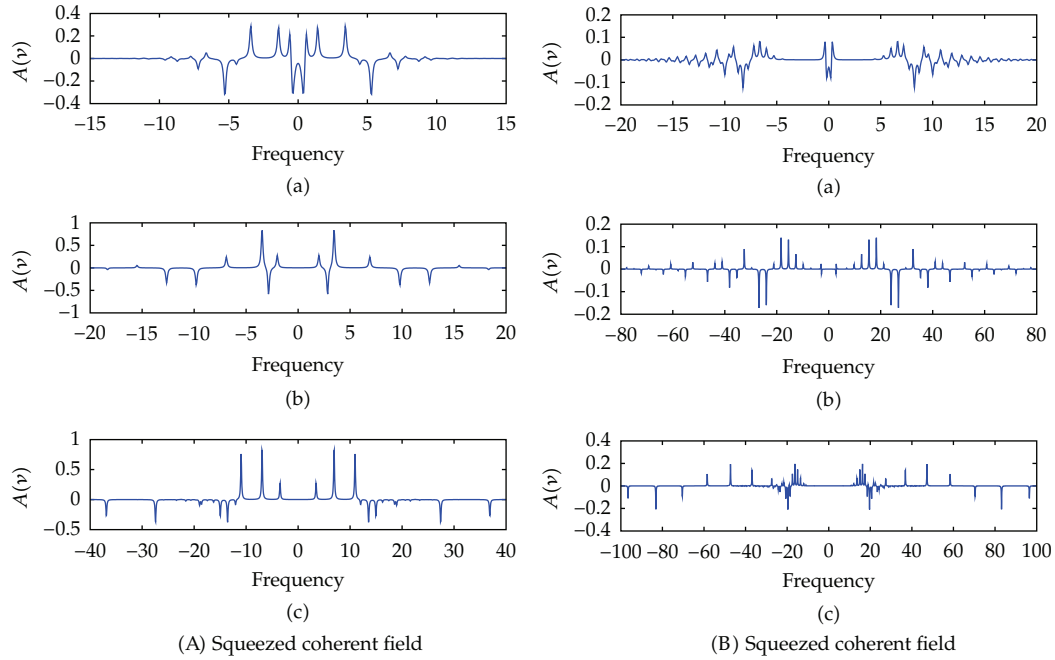 A(ν)
0.4
0.2
0
−0.2
−0.4
−15 −10 −5 0 5 10 15
Frequency
(a)
A(ν)
1
0.5
0
−0.5
−1
−20 −15 −10 −5 0 5 10 15 20
Frequency
(b)
A(ν)
1
0.5
0
−0.5
−40 −30 −20 −10 0 10 20 30 40
Frequency
(c)
(A) Squeezed coherent field
A(ν)
0.2
0.1
0
−0.1
0.2
−20 −15 −10 −5 0 5 10 15 20
Frequency
(a)
A(ν)
0.2
0.1
0
−0.1
0.2
−80 −60 −40 −20 0 20 40 60 80
Frequency
(b)
A(ν)
0.4
0.2
0
−0.2
−0.4
−100 −80 −60 −40 −20 0 20 40 60 80 100
Frequency
(c)
(B) Squeezed coherent field